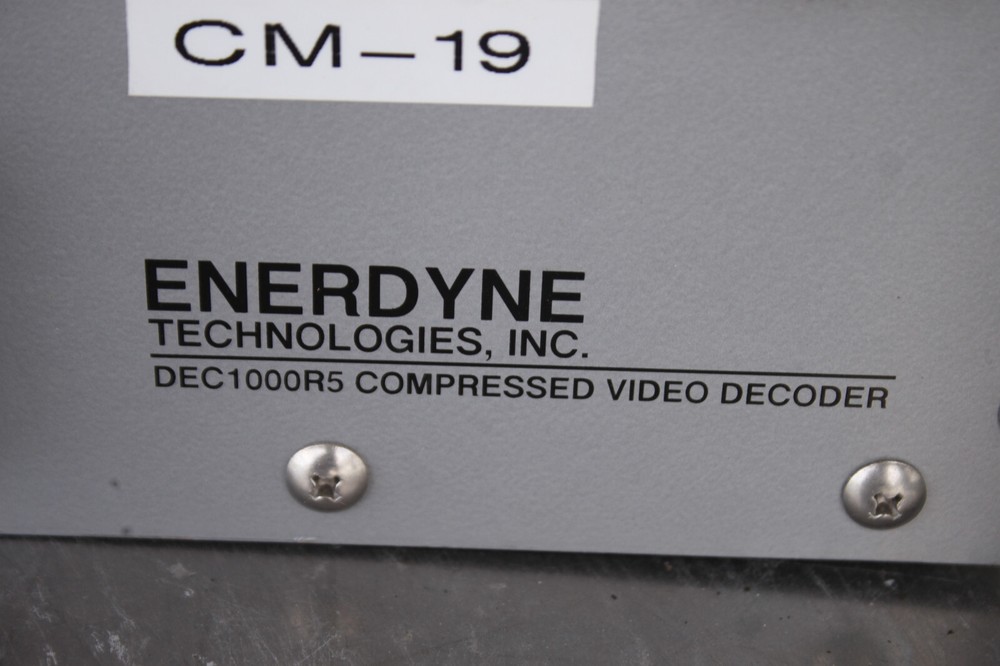 CM-19
ENERDYNE
TECHNOLOGIES, INC.
DEC1000R5 COMPRESSED VIDEO DECODER